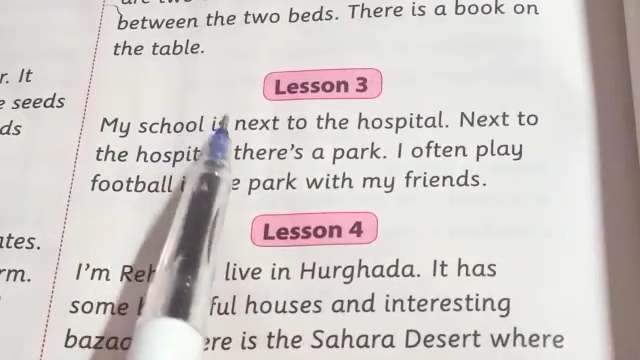 between the two beds. There is a book on
the table.
r. It
e seeds
ds
Lesson 3
My school is next to the hospital. Next to
the hospit there's a park. I often play
football i e park with my friends.
Lesson 4
ates.
rm.
I'm Reh live in Hurghada. It has
some ful houses and interesting
bazaa ere is the Sahara Desert where